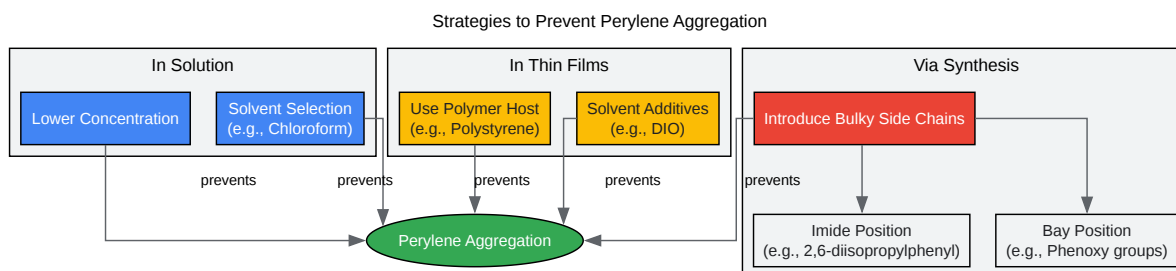 Strategies to Prevent Perylene Aggregation
In Solution
In Thin Films
Via Synthesis
Lower Concentration
Solvent Selection
(e.g., Chloroform)
Use Polymer Host
(e.g., Polystyrene)
Solvent Additives
(e.g., DIO)
Introduce Bulky Side Chains
prevents
prevents
prevents
prevents
prevents
Perylene Aggregation
Imide Position
(e.g., 2,6-diisopropylphenyl)
Bay Position
(e.g., Phenoxy groups)